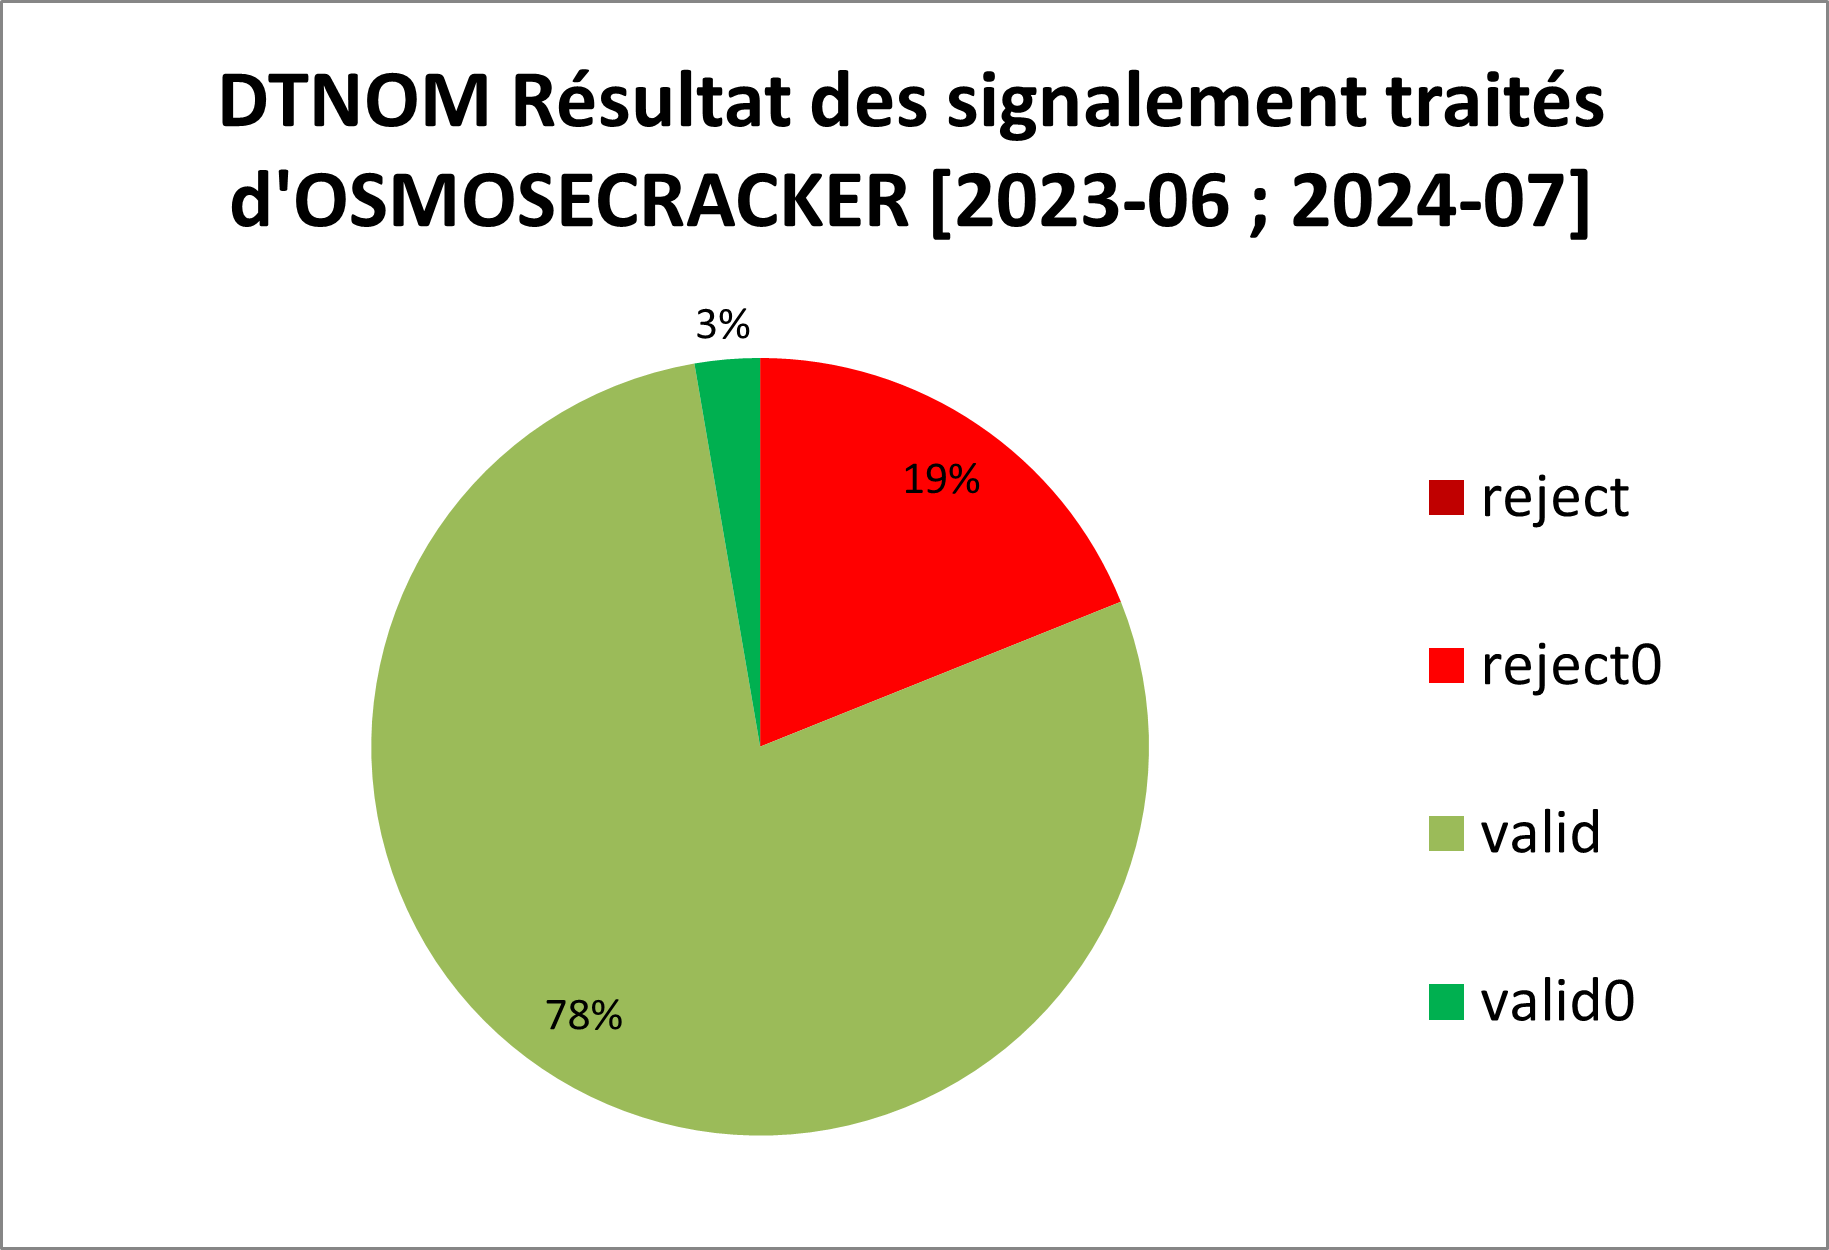 DTNOM Résultat des signalement traités
d'OSMOSECRACKER [2023-06 ; 2024-07]
3%
19%
78%
reject
reject0
valid
valid0